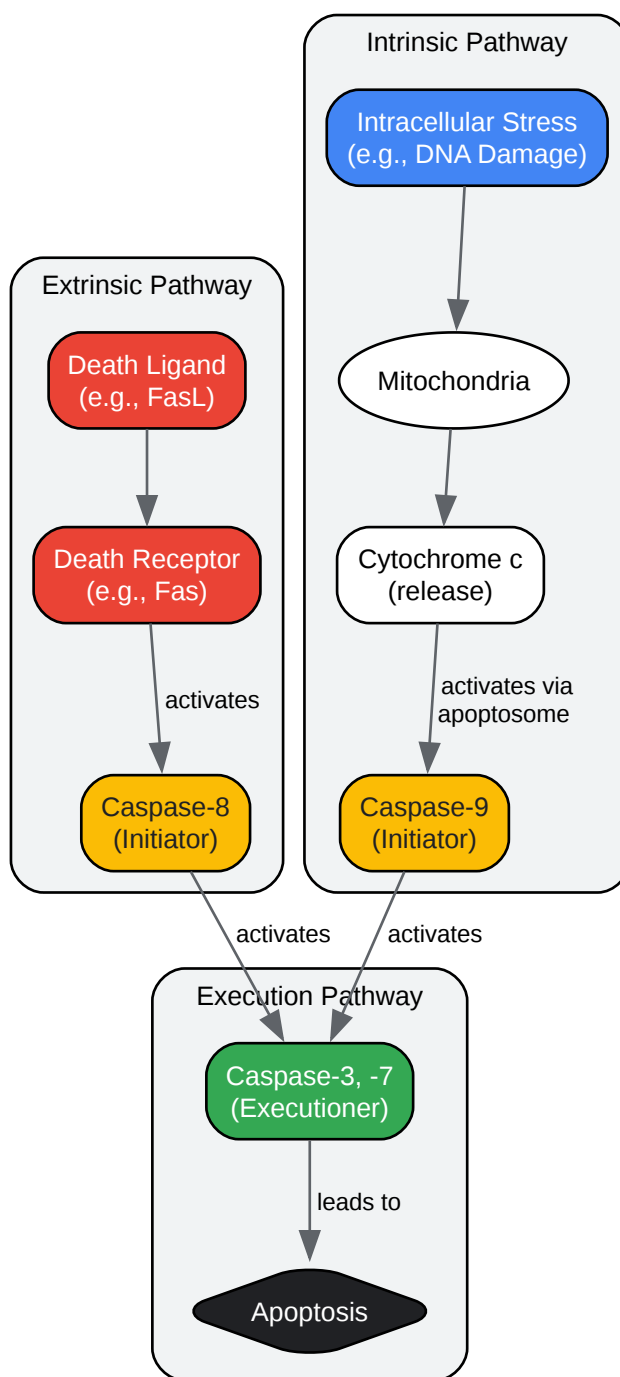 Intrinsic Pathway
Intracellular Stress
(e.g., DNA Damage)
Mitochondria
Cytochrome c
(release)
activates via
apoptosome
Caspase-9
(Initiator)
Extrinsic Pathway
Death Ligand
(e.g., FasL)
Death Receptor
(e.g., Fas)
activates
Caspase-8
(Initiator)
activates
activates
Execution Pathway
Caspase-3, -7
(Executioner)
leads to
Apoptosis